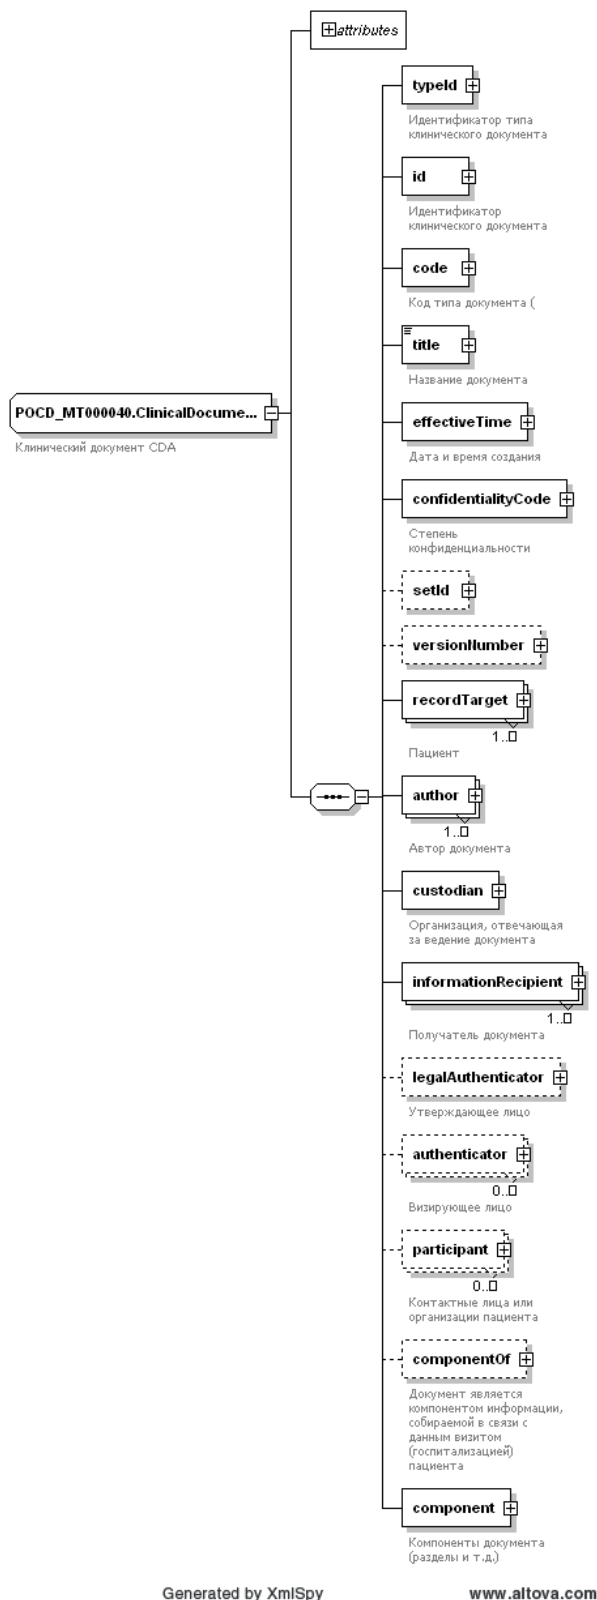 attributes
typeId
Идентификатор типа
клинического документа
id
Идентификатор
клинического документа
code
Код типа документа (
title
Название документа
POCD_MT000040.ClinicalDocume...
Клинический документ CDA
effectiveTime
Дата и время создания
confidentialityCode
Степень
конфиденциальности
setId
versionNumber
recordTarget
1..▯
Пациент
author
1..▯
Автор документа
custodian
Организация, отвечающая
за ведение документа
informationRecipient
1..▯
Получатель документа
legalAuthenticator
Утверждающее лицо
authenticator
0..▯
Визирующее лицо
participant
0..▯
Контактные лица или
организации пациента
componentOf
Документ является
компонентом информации,
собираемой в связи с
данным визитом
(госпитализацией)
пациента
component
Компоненты документа
(разделы и т.д.)
Generated by XmlSpy www.altova.com